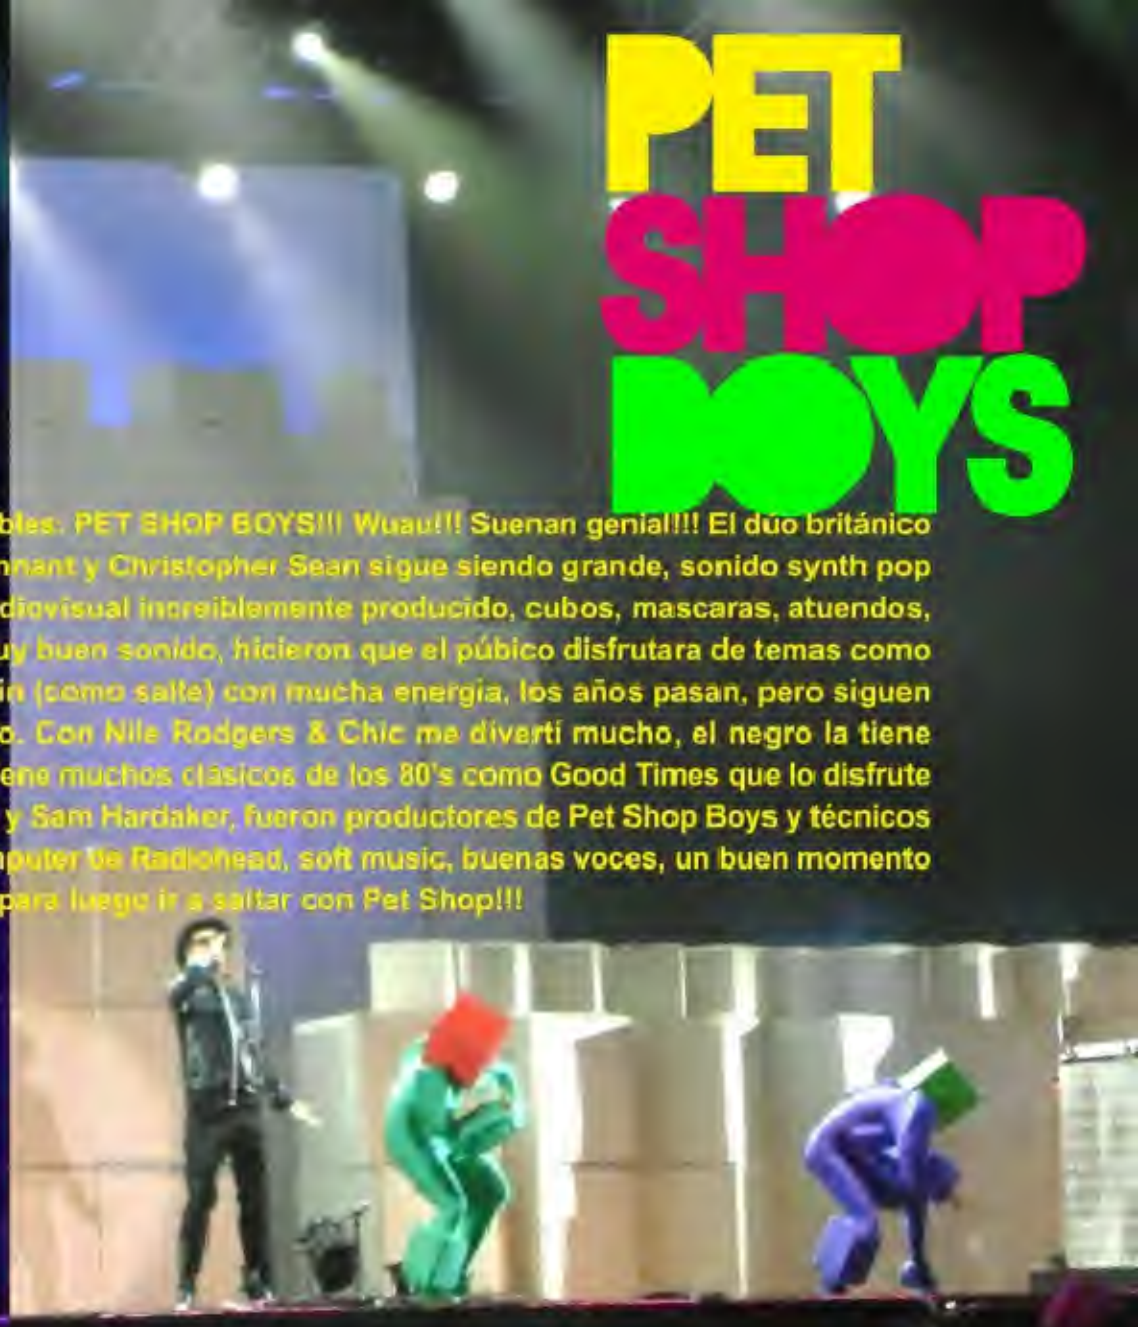 PET
SHOP
BOYS
bles. PET SHOP BOYS!!! Wuau!!! Suenan genial!!!! El dúo británico
nnant y Christopher Sean sigue siendo grande, sonido synth pop
diovisual increiblemente producido, cubos, mascaras, atuendos,
uy buen sonido, hicieron que el púbico disfrutara de temas como
in (como salte) con mucha energia, los años pasan, pero siguen
o. Con Nile Rodgers & Chic me divertí mucho, el negro la tiene
ene muchos clásicos de los 80's como Good Times que lo disfrute
y Sam Hardaker, fueron productores de Pet Shop Boys y técnicos
nputer de Radiohead, soft music, buenas voces, un buen momento
para luego ir a saltar con Pet Shop!!!